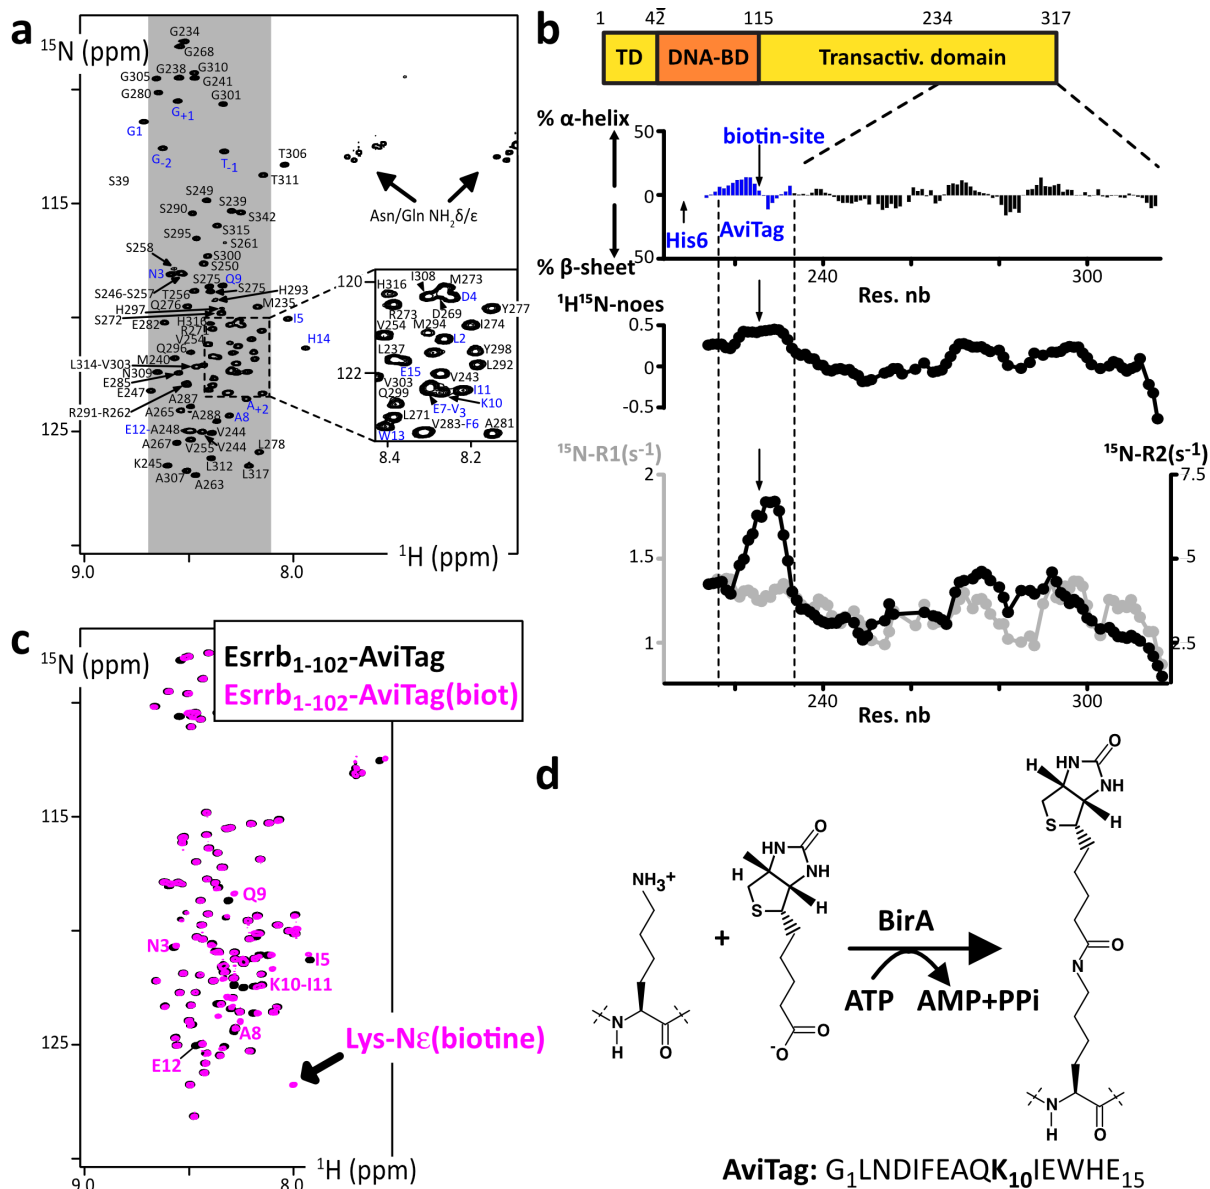 a
15N (ppm)
G234
G268
G238
G310
G305
G241
G280
G301
G+1
G1
G-2
T-1
T306
T311
S39
S249
S290
S239
S342
S315
S295
S261
S258
S300
S250
N3
S275
Q9
S275
H293
S246-S257
T256
Q276
M235
H297
S272
H316
I5
E282
R271
V254
H14
Q296
L314-V303
M240
N309
E285
E247
A287
A+2
R291-R262
A265
A288
A8
E12-A248
V244
A267
V255
V244
L278
K245
L312
L317
A307
A263
115
125
Asn/Gln NH2δ/ε
120
122
H316
I308
M273
D4
R273
D269
Y277
V254
M294
I274
L237
L2
Y298
E15
L292
V303
V243
Q299
I11
K10
E7-V3
L271
V283-F6
A281
W13
8.4
8.2
1H (ppm)
9.0
8.0
b
1
42
115
234
317
TD
DNA-BD
Transactiv. domain
% α-helix
50
biotin-site
0
His6
AviTag
50
% β-sheet
240
300
Res. nb
1H15N-noes
0.5
0
-0.5
15N-R1(s-1)
15N-R2(s-1)
2
7.5
1.5
5
1
2.5
240
300
Res. nb
c
15N (ppm)
Esrrb1-102-AviTag
Esrrb1-102-AviTag(biot)
115
Q9
N3
I5
K10-I11
A8
125
E12
Lys-Nε(biotine)
1H (ppm)
9.0
8.0
d
NH3+
N
H
O
+
O
HN
NH
H
H
S
O
-O
BirA
ATP
AMP+PPi
O
HN
NH
H
H
S
O
N
H
N
H
O
AviTag: G1LNDIFEAQK10IEWHE15